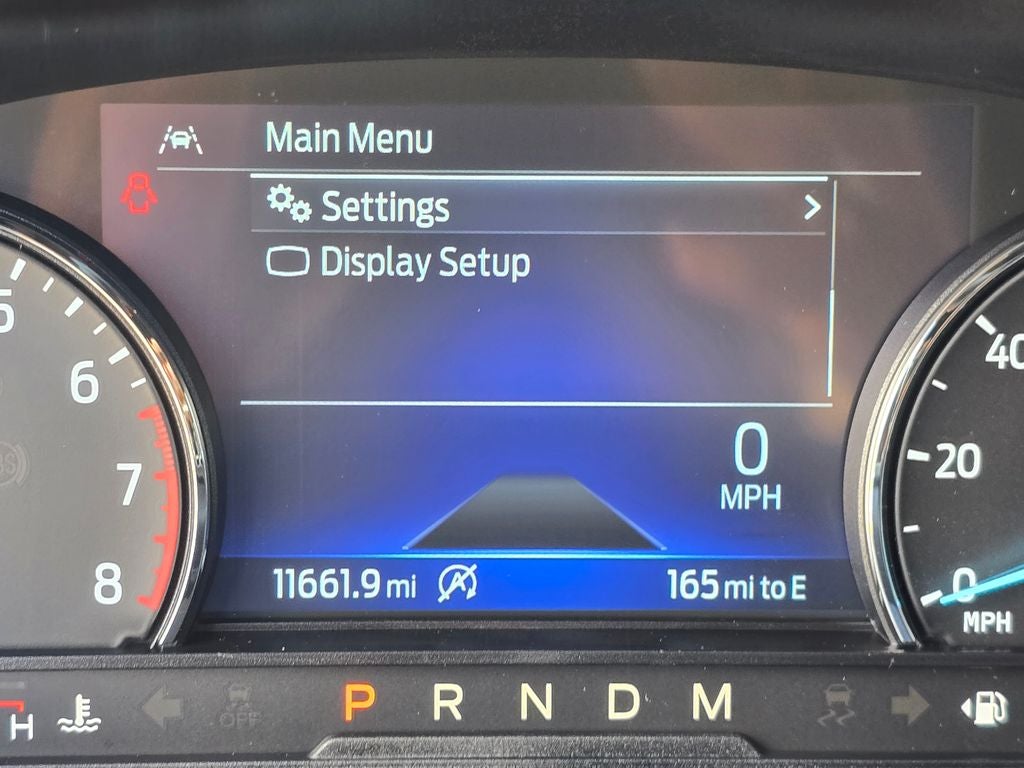 Main Menu
Settings
Display Setup
5
6
7
8
40
20
0
MPH
0
MPH
11661.9 mi
A
165 mi to E
H
OFF
P R N D M